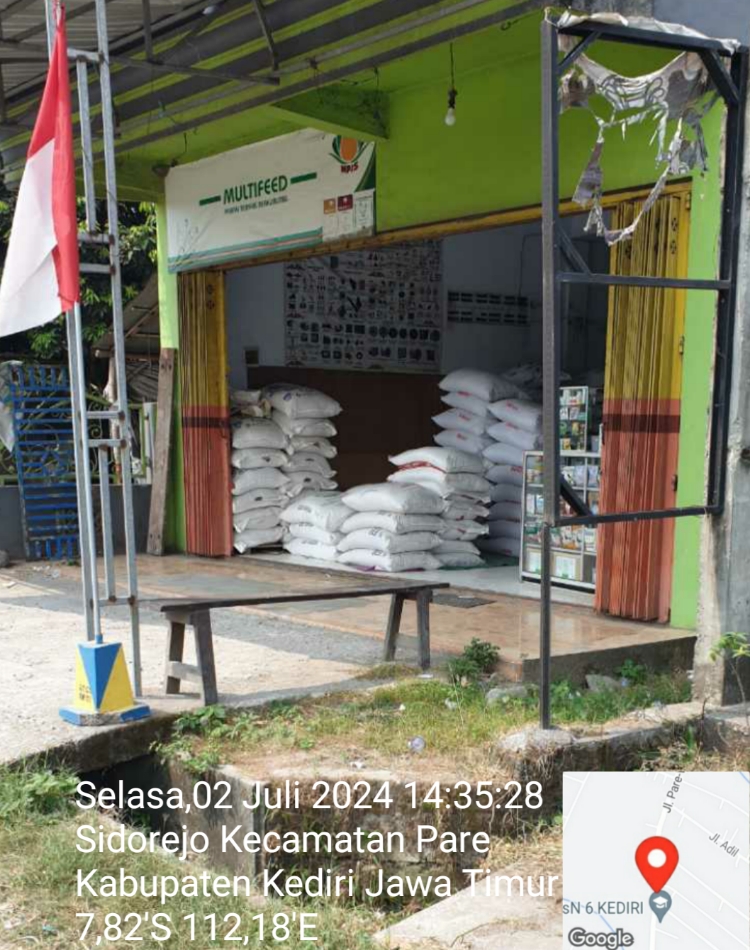 MULTIFEED
Selasa,02 Juli 2024 14:35:28
Sidorejo Kecamatan Pare
Kabupaten Kediri Jawa Timur
7,82'S 112,18'E
Jl. Pare-
Jl. Adil
sN 6 KEDIRI
Google